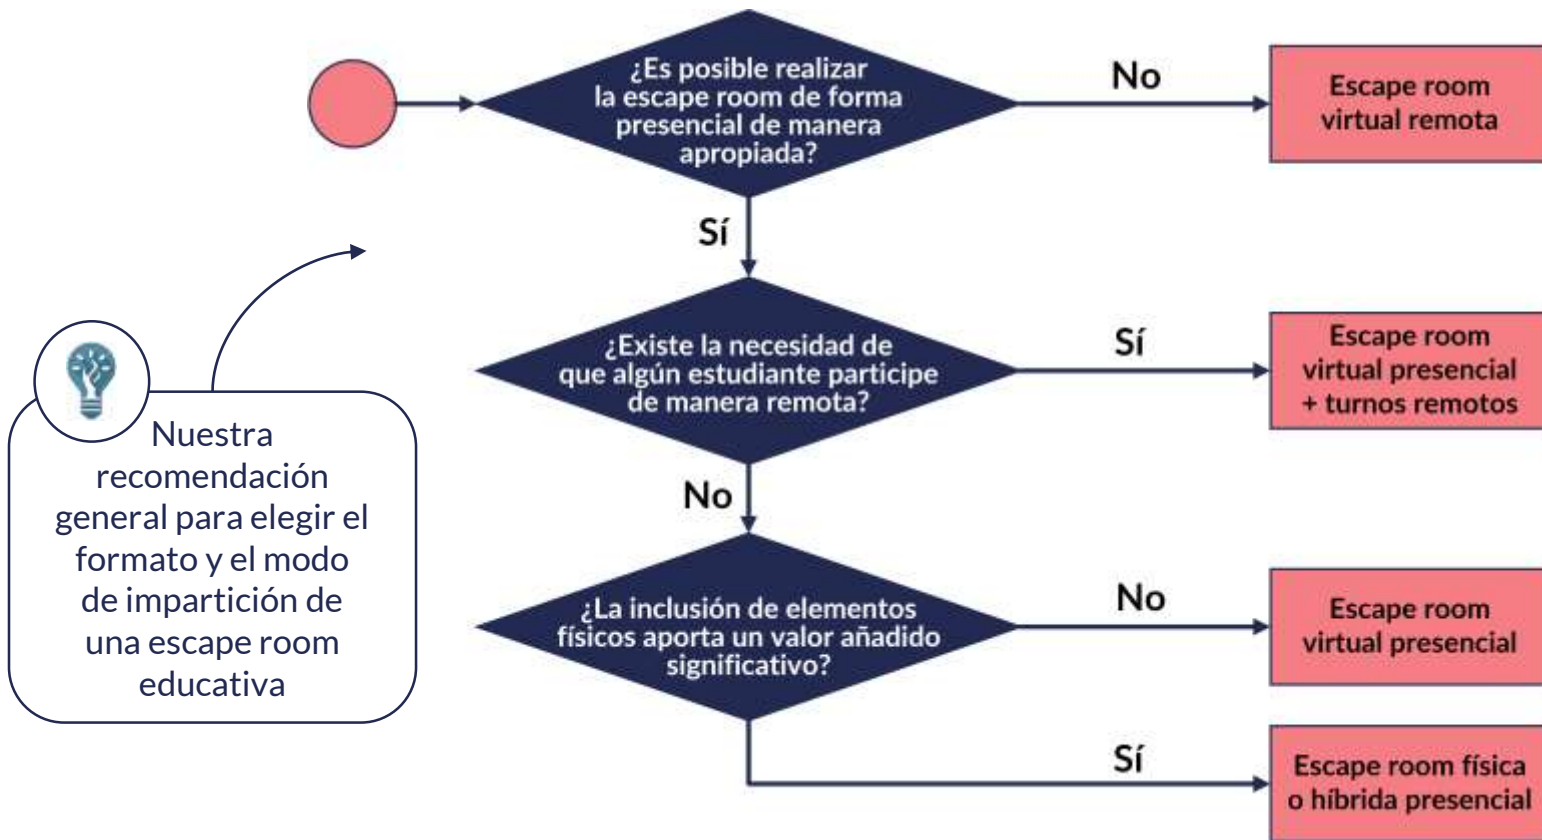 ¿Es posible realizar
la escape room de forma
presencial de manera
apropiada?
No
Escape room
virtual remota
Sí
¿Existe la necesidad de
que algún estudiante participe
de manera remota?
Sí
Escape room
virtual presencial
+ turnos remotos
No
¿La inclusión de elementos
físicos aporta un valor añadido
significativo?
No
Escape room
virtual presencial
Sí
Escape room física
o híbrida presencial
Nuestra
recomendación
general para elegir el
formato y el modo
de impartición de
una escape room
educativa